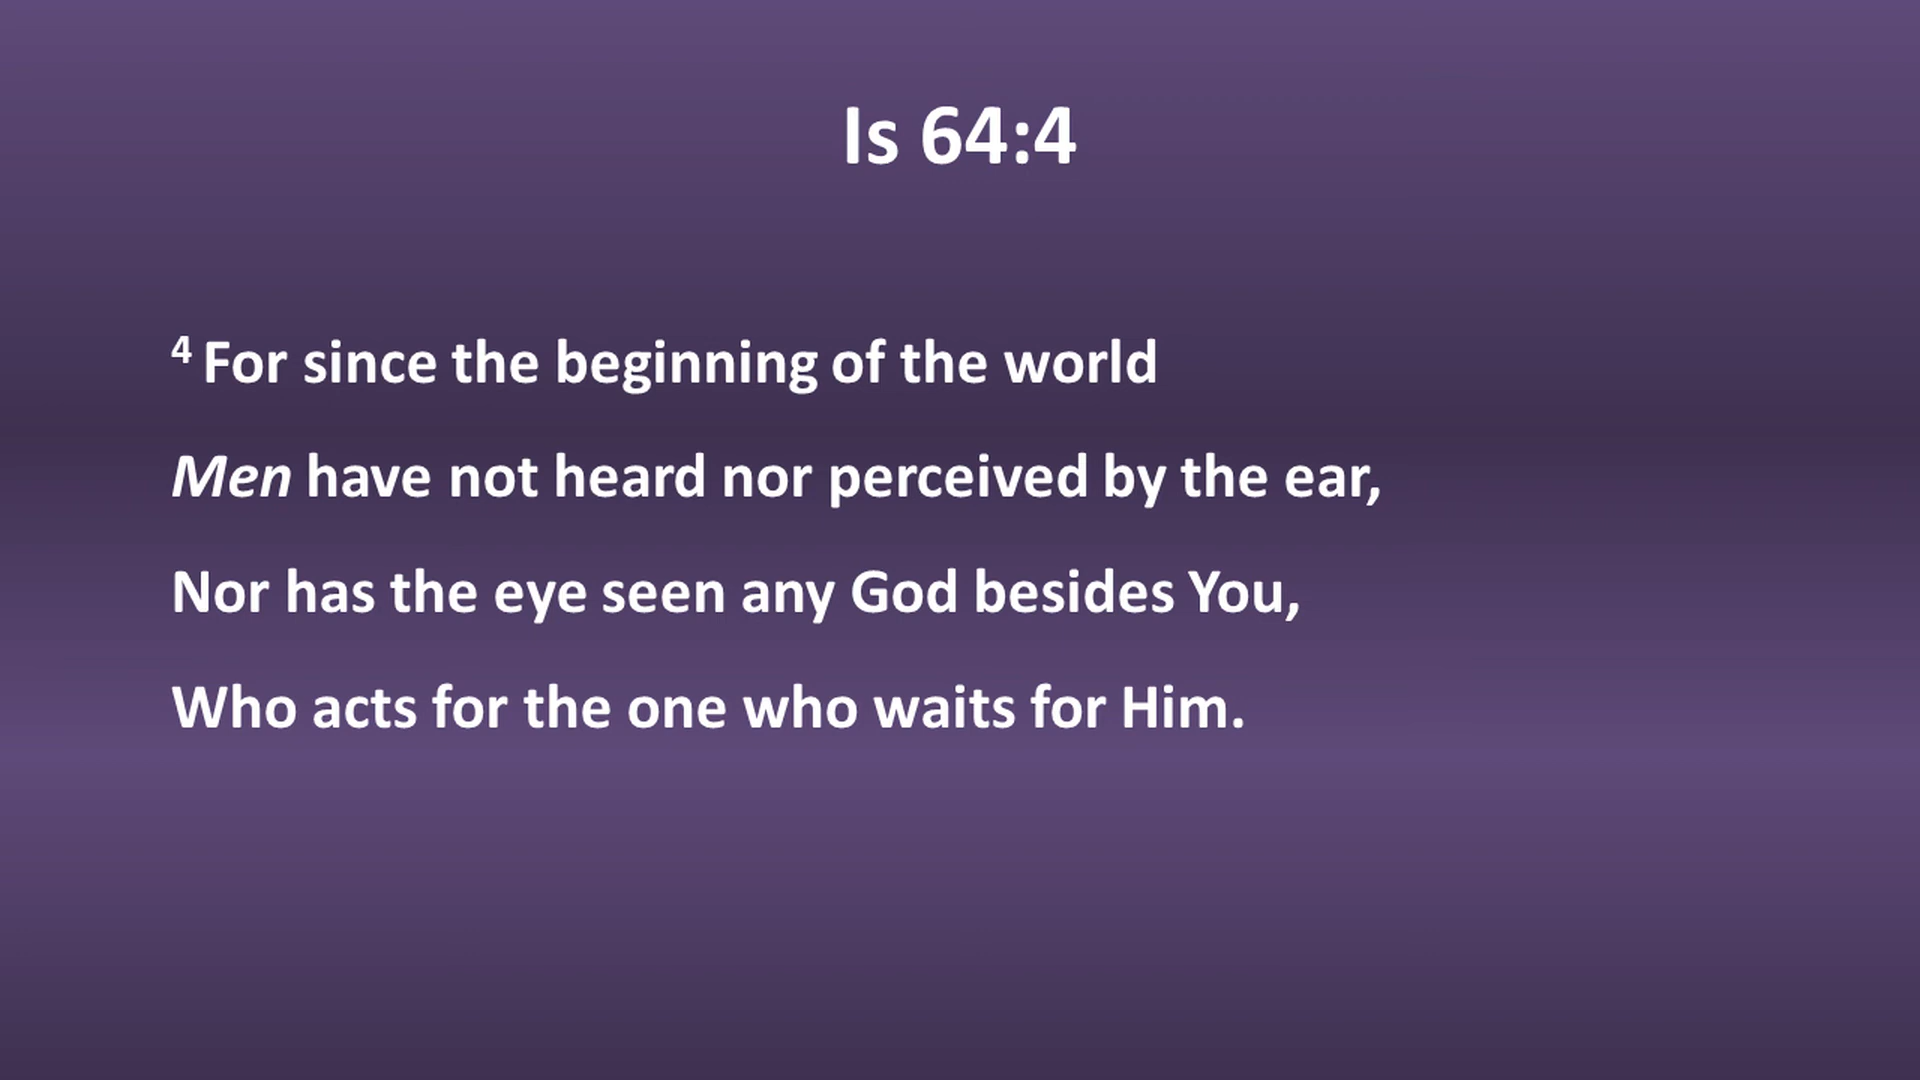 Is 64:4
4 For since the beginning of the world
Men have not heard nor perceived by the ear,
Nor has the eye seen any God besides You,
Who acts for the one who waits for Him.